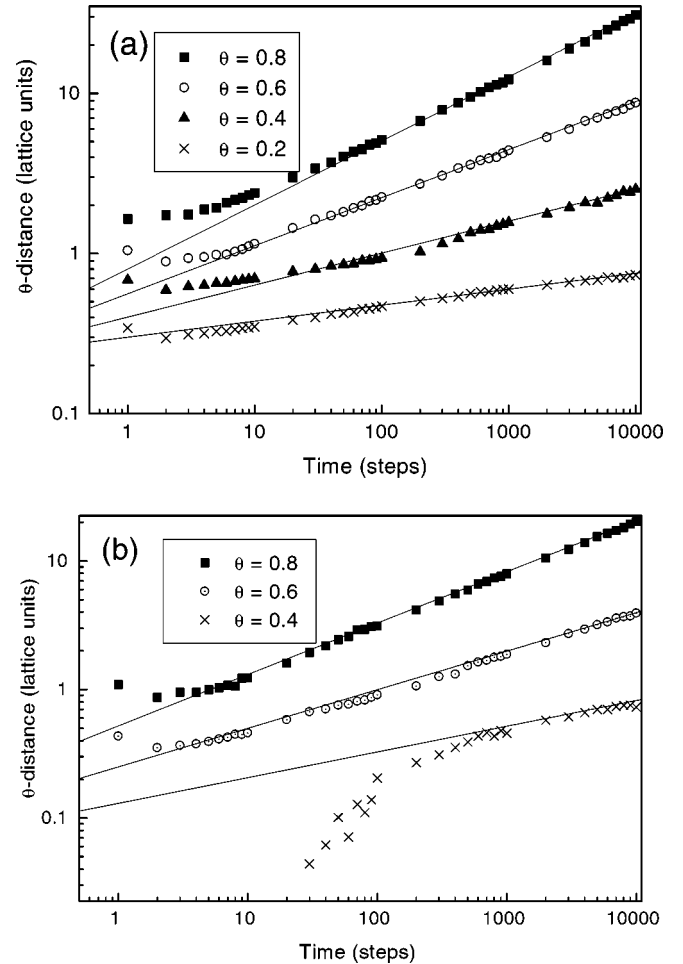 (a)
θ = 0.8
θ = 0.6
θ = 0.4
θ = 0.2
10
1
0.1
θ-distance (lattice units)
1 10 100 1000 10000
Time (steps)
(b)
θ = 0.8
θ = 0.6
θ = 0.4
10
1
0.1
θ-distance (lattice units)
1 10 100 1000 10000
Time (steps)